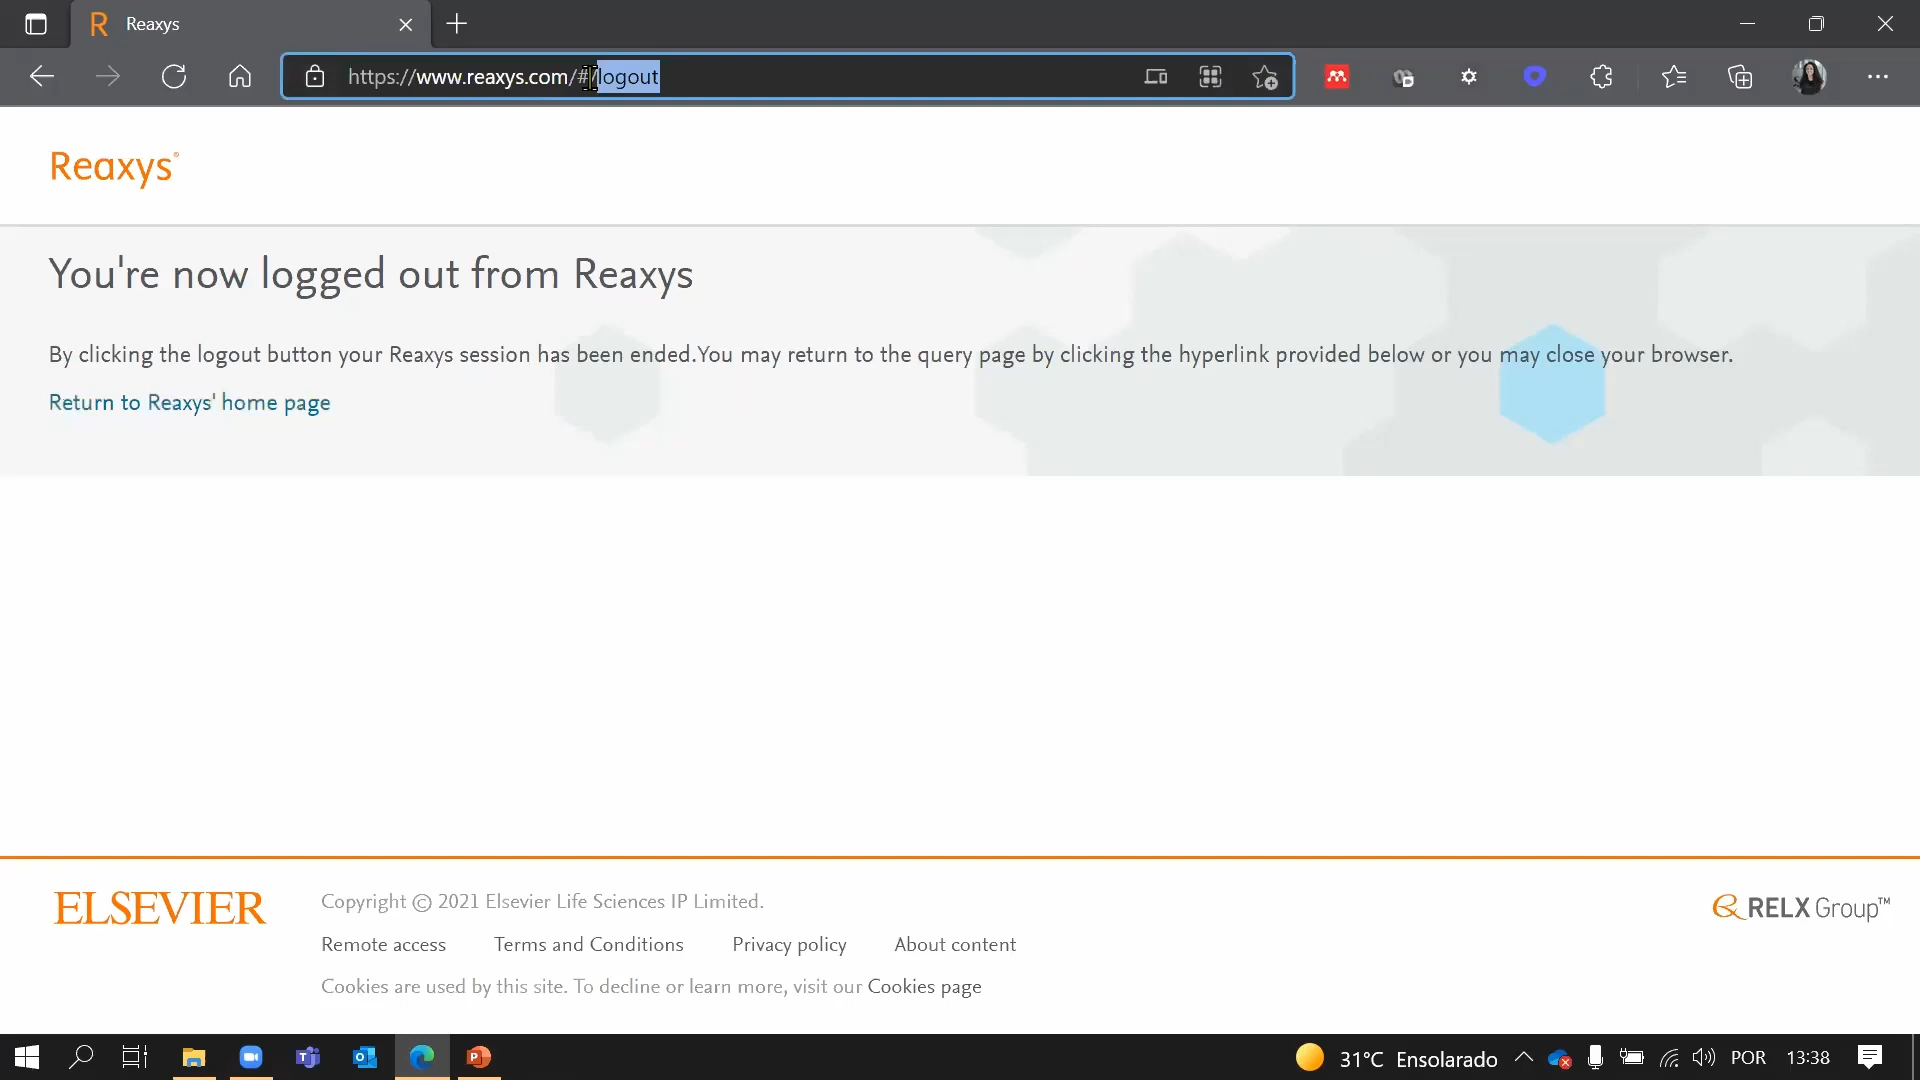 Reaxys
https://www.reaxys.com/#/logout
Reaxys®
You're now logged out from Reaxys
By clicking the logout button your Reaxys session has been ended.You may return to the query page by clicking the hyperlink provided below or you may close your browser.
Return to Reaxys' home page
ELSEVIER
Copyright © 2021 Elsevier Life Sciences IP Limited.
Remote access Terms and Conditions Privacy policy About content
Cookies are used by this site. To decline or learn more, visit our Cookies page
RELX Group™
31°C Ensolarado POR 13:38